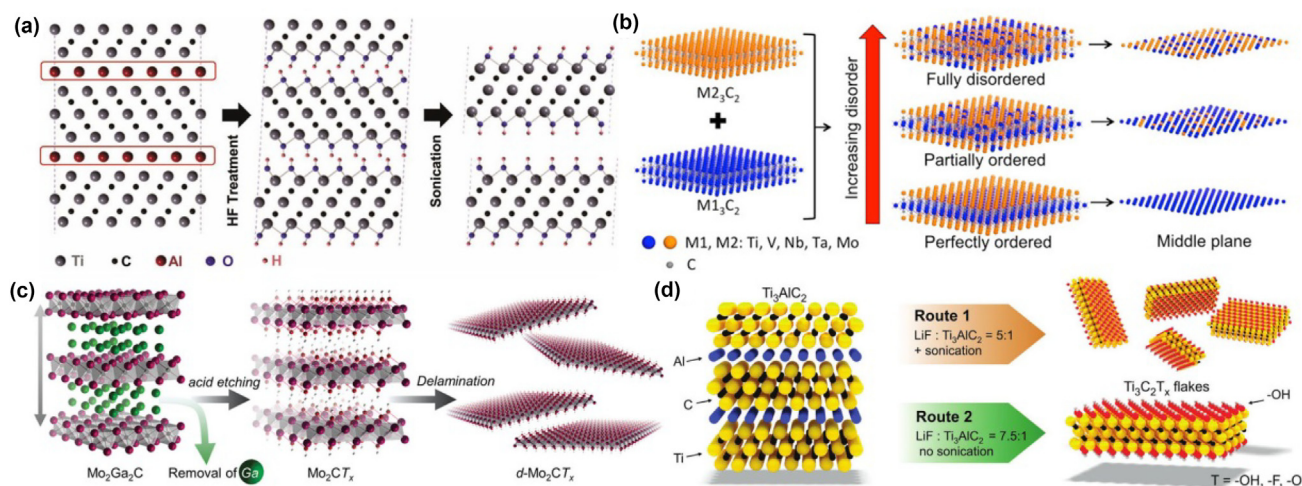 (a)
HF Treatment
Sonication
Ti
C
Al
O
H
(b)
M2₃C₂
+
M1₃C₂
M1, M2: Ti, V, Nb, Ta, Mo
C
Increasing disorder
Fully disordered
Partially ordered
Perfectly ordered
Middle plane
(c)
acid etching
Delamination
Mo₂Ga₂C
Removal of Ga
Mo₂CTₓ
d-Mo₂CTₓ
(d)
Ti₃AlC₂
Al
C
Ti
Route 1
LiF : Ti₃AlC₂ = 5:1
+ sonication
Route 2
LiF : Ti₃AlC₂ = 7.5:1
no sonication
Ti₃C₂Tₓ flakes
-OH
T = -OH, -F, -O